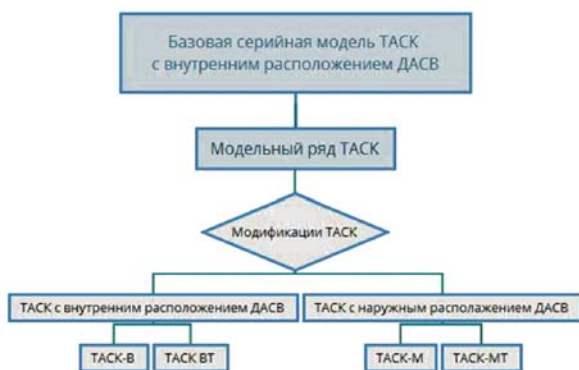 Базовая серийная модель ТАСК
с внутренним расположением ДАСВ
Модельный ряд ТАСК
Модификации ТАСК
ТАСК с внутренним расположением ДАСВ
ТАСК с наружным располажением ДАСВ
ТАСК-В
ТАСК ВТ
ТАСК-М
ТАСК-МТ